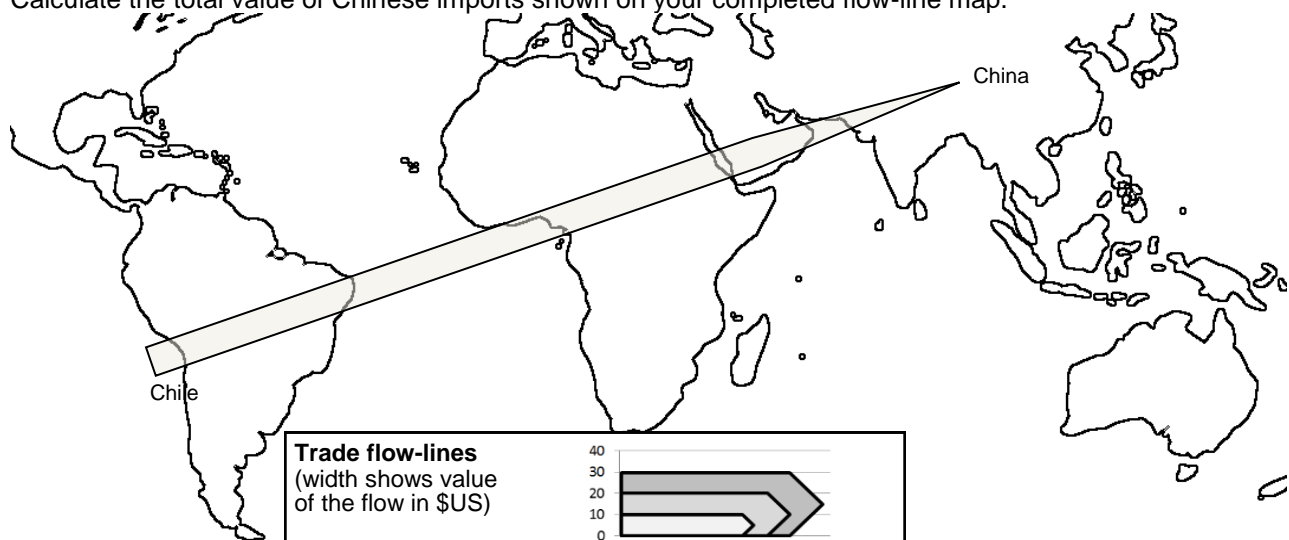 Calculate the total value of Chinese imports shown on your completed flow-line map.
China
Chile
Trade flow-lines
(width shows value
of the flow in $US)
40
30
20
10
0